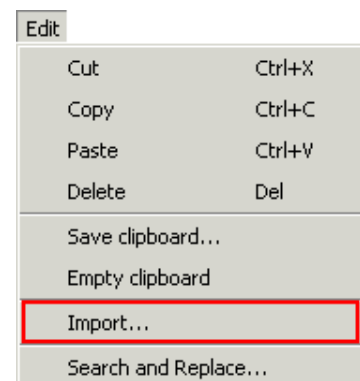 Edit
Cut Ctrl+X
Copy Ctrl+C
Paste Ctrl+V
Delete Del
Save clipboard...
Empty clipboard
Import...
Search and Replace...